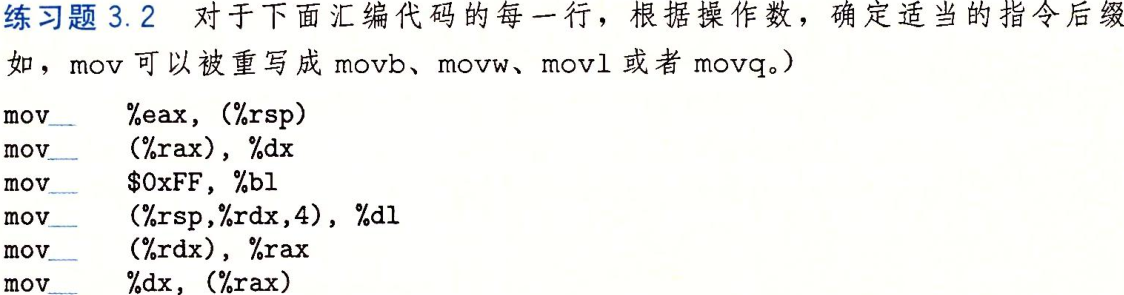 练习题 3.2 对于下面汇编代码的每一行，根据操作数，确定适当的指令后缀
如，mov 可以被重写成 movb、movw、movl 或者 movq。）
mov__ %eax, (%rsp)
mov__ (%rax), %dx
mov__ $0xFF, %bl
mov__ (%rsp,%rdx,4), %dl
mov__ (%rdx), %rax
mov__ %dx, (%rax)